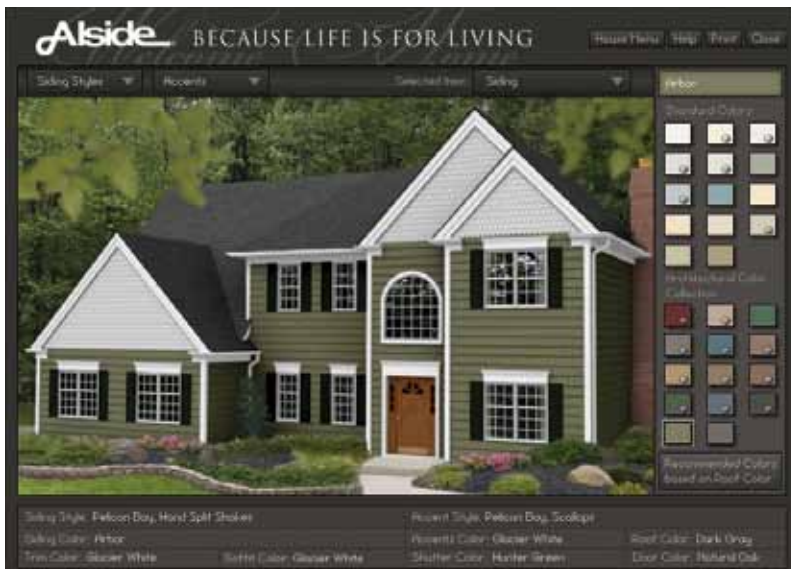 Alside BECAUSE LIFE IS FOR LIVING
Welcome Home
House Menu Help Print Close
Siding Styles Accents Selected Item: Siding
Arbor
Standard Colors
Architectural Color
Collection
Recommended Colors
based on Roof Color
Siding Style: Pelican Bay, Hand Split Shakes Accent Style: Pelican Bay, Scallops
Siding Color: Arbor Accents Color: Glacier White Roof Color: Dark Gray
Trim Color: Glacier White Soffit Color: Glacier White Shutter Color: Hunter Green Door Color: Natural Oak